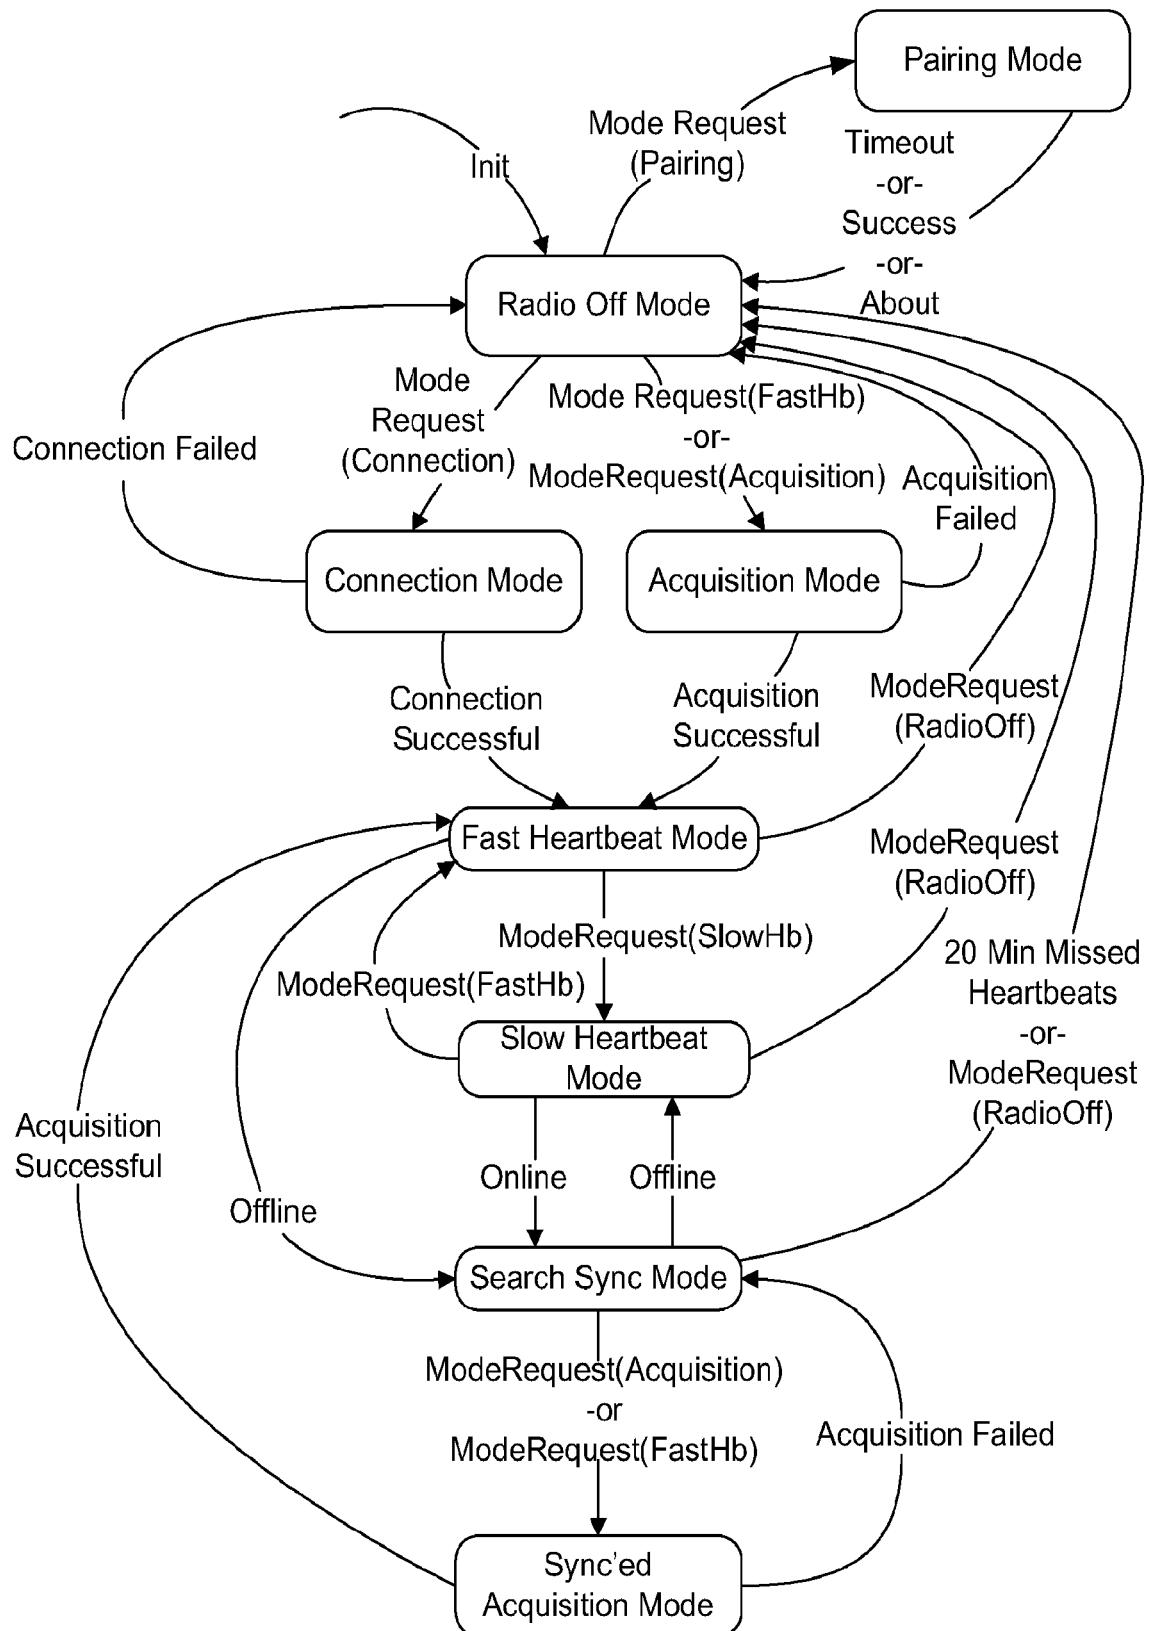 Pairing Mode
Mode Request
(Pairing)
Timeout
-or-
Success
-or-
About
Init
Radio Off Mode
Mode
Request
(Connection)
Mode Request(FastHb)
-or-
ModeRequest(Acquisition)
Connection Failed
Acquisition
Failed
Connection Mode
Acquisition Mode
Connection
Successful
Acquisition
Successful
ModeRequest
(RadioOff)
Fast Heartbeat Mode
ModeRequest
(RadioOff)
ModeRequest(SlowHb)
ModeRequest(FastHb)
20 Min Missed
Heartbeats
-or-
ModeRequest
(RadioOff)
Slow Heartbeat
Mode
Acquisition
Successful
Online
Offline
Offline
Search Sync Mode
ModeRequest(Acquisition)
-or
ModeRequest(FastHb)
Acquisition Failed
Sync'ed
Acquisition Mode